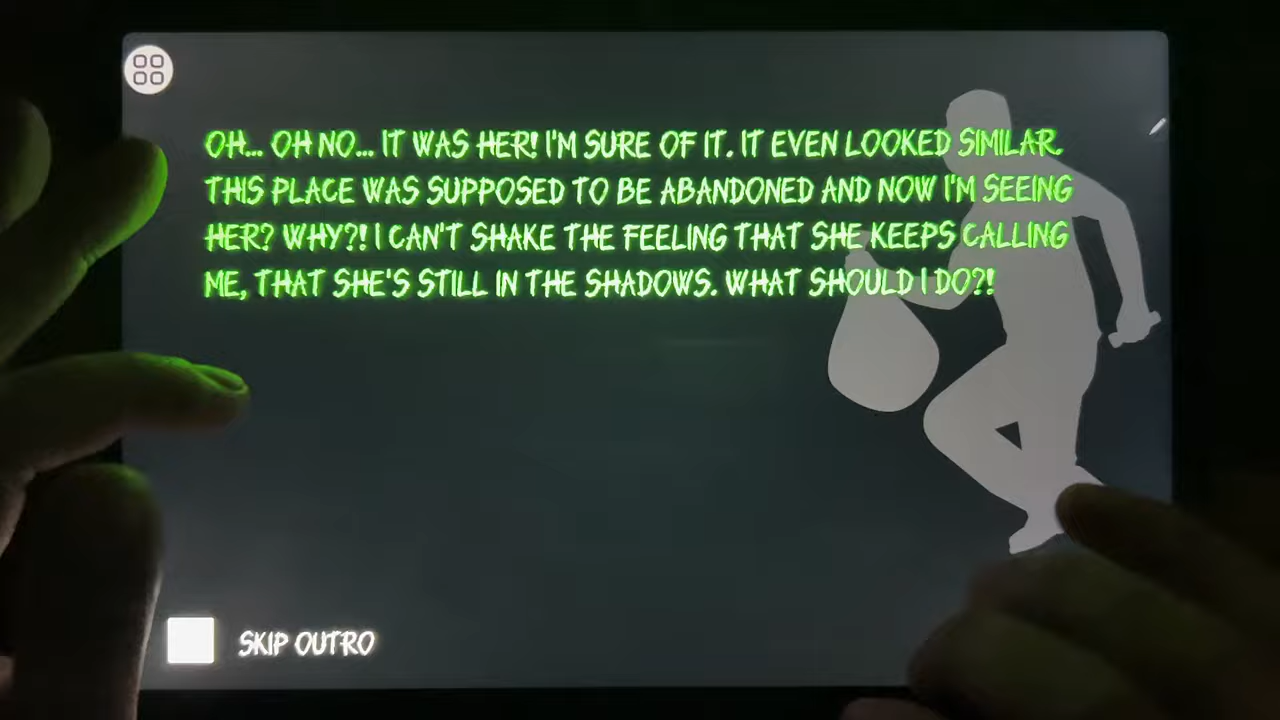 OH... OH NO... IT WAS HER! I'M SURE OF IT. IT EVEN LOOKED SIMILAR.
THIS PLACE WAS SUPPOSED TO BE ABANDONED AND NOW I'M SEEING
HER? WHY?! I CAN'T SHAKE THE FEELING THAT SHE KEEPS CALLING
ME, THAT SHE'S STILL IN THE SHADOWS. WHAT SHOULD I DO?!
SKIP OUTRO